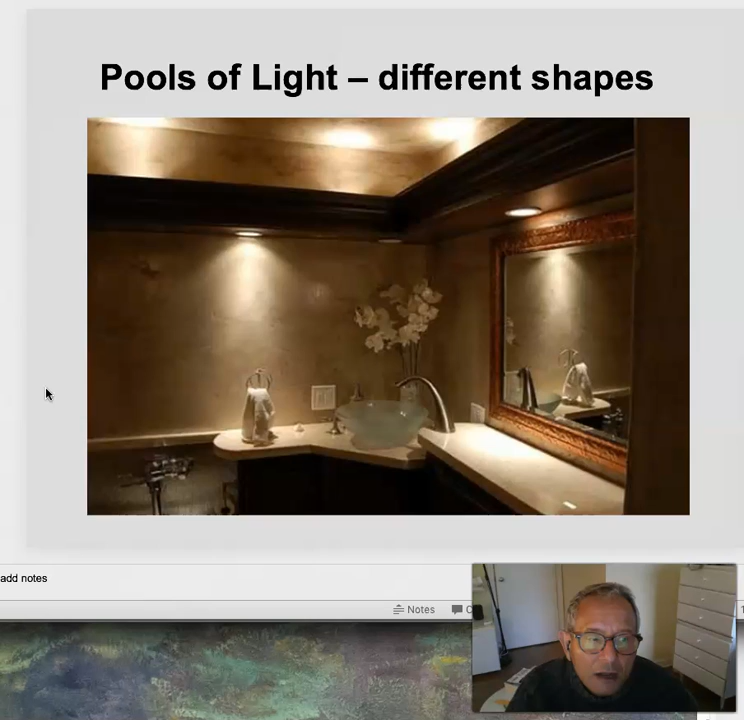 Pools of Light – different shapes
add notes
Notes